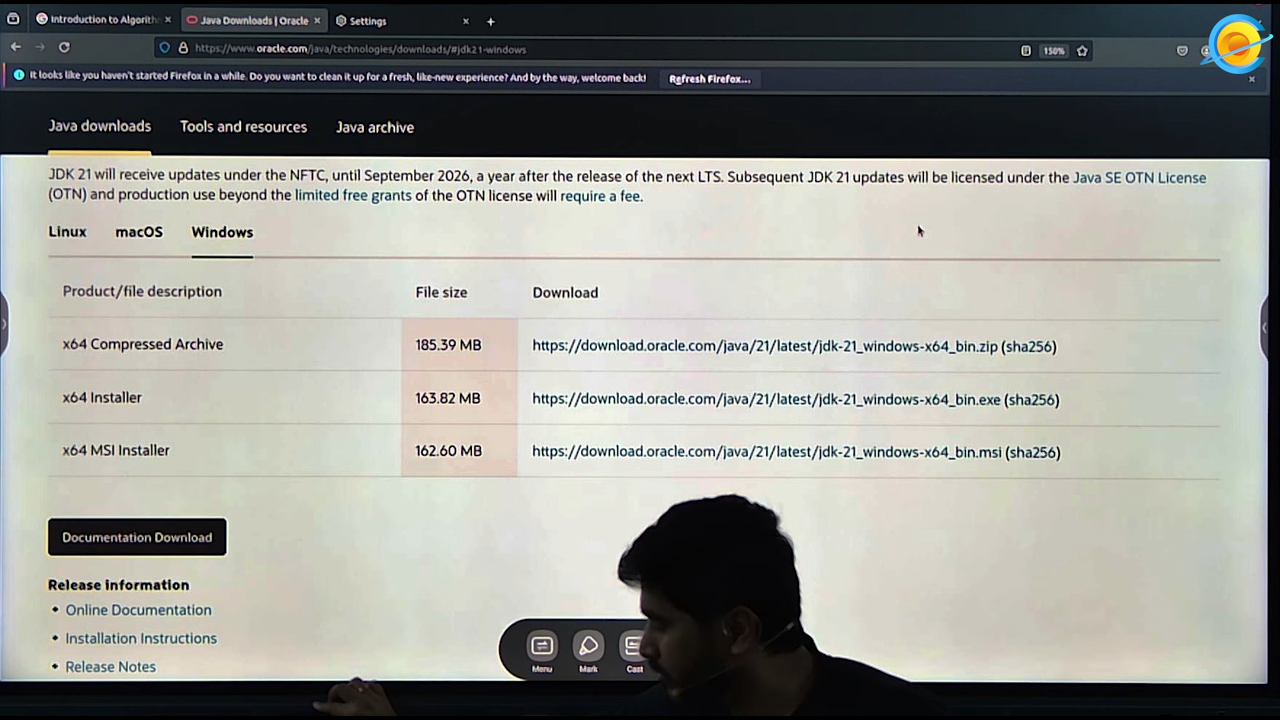 Introduction to Algorith
Java Downloads | Oracle
Settings
https://www.oracle.com/java/technologies/downloads/#jdk21-windows
150%
It looks like you haven't started Firefox in a while. Do you want to clean it up for a fresh, like-new experience? And by the way, welcome back!
Refresh Firefox...
Java downloads
Tools and resources
Java archive
JDK 21 will receive updates under the NFTC, until September 2026, a year after the release of the next LTS. Subsequent JDK 21 updates will be licensed under the Java SE OTN License
(OTN) and production use beyond the limited free grants of the OTN license will require a fee.
Linux macOS Windows
Product/file description File size Download
x64 Compressed Archive 185.39 MB https://download.oracle.com/java/21/latest/jdk-21_windows-x64_bin.zip (sha256)
x64 Installer 163.82 MB https://download.oracle.com/java/21/latest/jdk-21_windows-x64_bin.exe (sha256)
x64 MSI Installer 162.60 MB https://download.oracle.com/java/21/latest/jdk-21_windows-x64_bin.msi (sha256)
Documentation Download
Release information
• Online Documentation
• Installation Instructions
• Release Notes
Menu Mark Cast